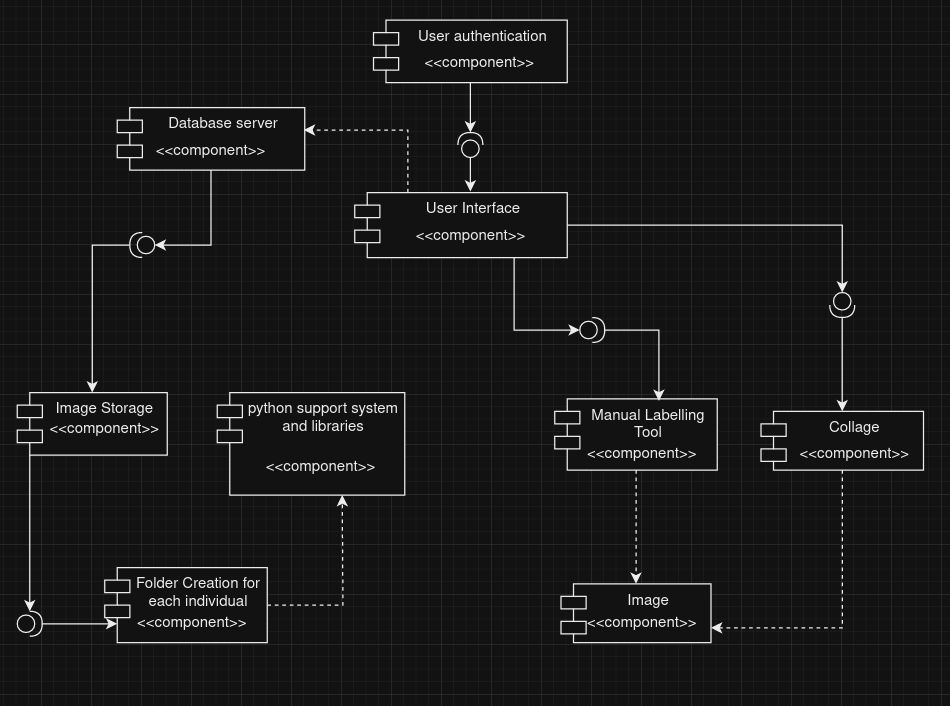 User authentication
<<component>>
Database server
<<component>>
User Interface
<<component>>
Image Storage
<<component>>
python support system
and libraries
<<component>>
Manual Labelling
Tool
<<component>>
Collage
<<component>>
Folder Creation for
each individual
<<component>>
Image
<<component>>